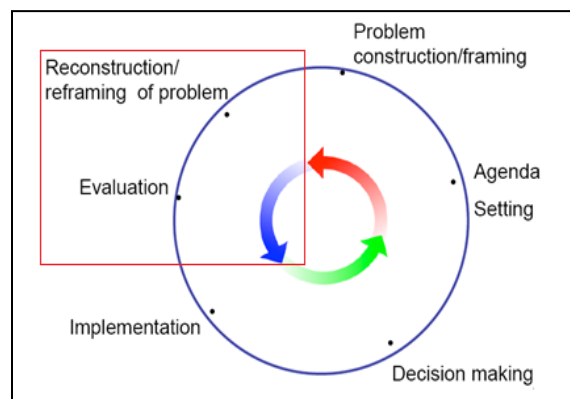 Problem
construction/framing
Reconstruction/
reframing of problem
Agenda
Setting
Evaluation
Implementation
Decision making